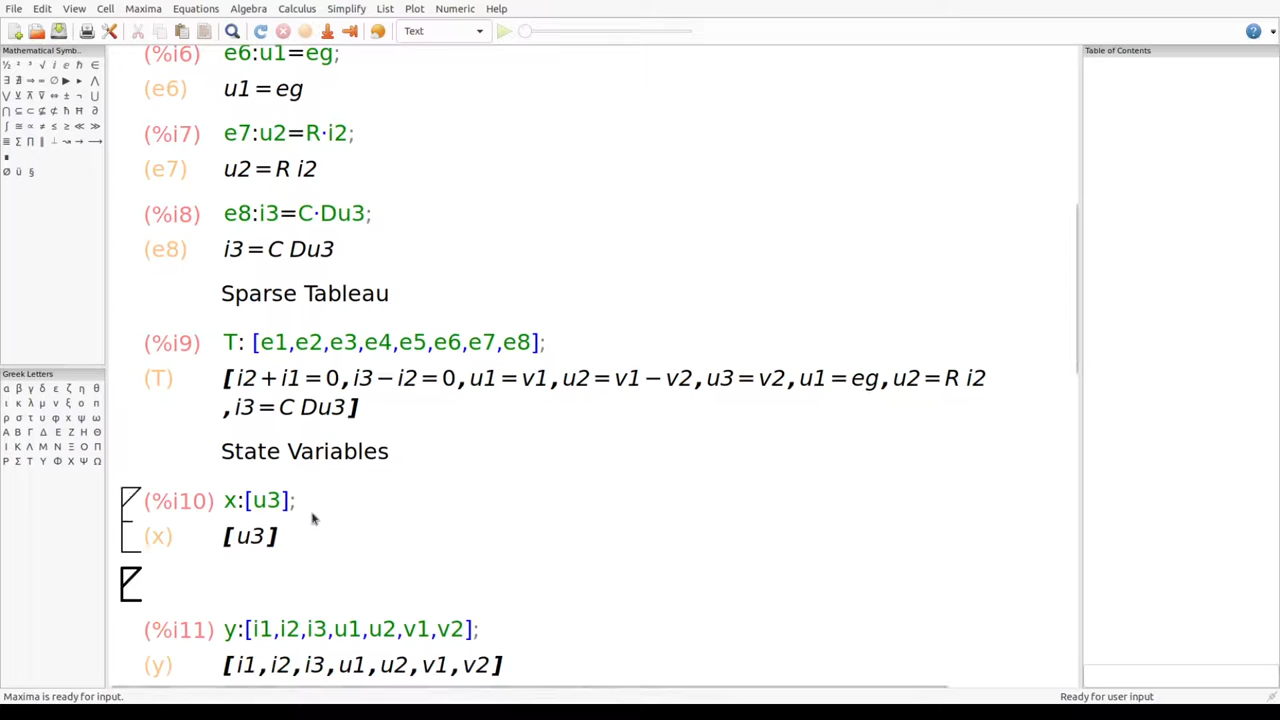 File Edit View Cell Maxima Equations Algebra Calculus Simplify List Plot Numeric Help
Text
Mathematical Symb..
Table of Contents
½ ² ³ √ ⅈ ⅇ ħ ∈
(%i6) e6:u1=eg;
(e6) u1=eg
(%i7) e7:u2=R·i2;
(e7) u2=R i2
(%i8) e8:i3=C·Du3;
(e8) i3=C Du3
Sparse Tableau
(%i9) T: [e1,e2,e3,e4,e5,e6,e7,e8];
(T) [i2+i1=0,i3−i2=0,u1=v1,u2=v1−v2,u3=v2,u1=eg,u2=R i2
,i3=C Du3]
State Variables
(%i10) x:[u3];
(x) [u3]
(%i11) y:[i1,i2,i3,u1,u2,v1,v2];
(y) [i1,i2,i3,u1,u2,v1,v2]
Ø ü §
Greek Letters
α β γ δ ε ζ η θ
ι κ λ μ ν ξ ο π
ρ σ τ υ φ χ ψ ω
Α Β Γ Δ Ε Ζ Η Θ
Ι Κ Λ Μ Ν Ξ Ο Π
Ρ Σ Τ Υ Φ Χ Ψ Ω
Maxima is ready for input.
Ready for user input